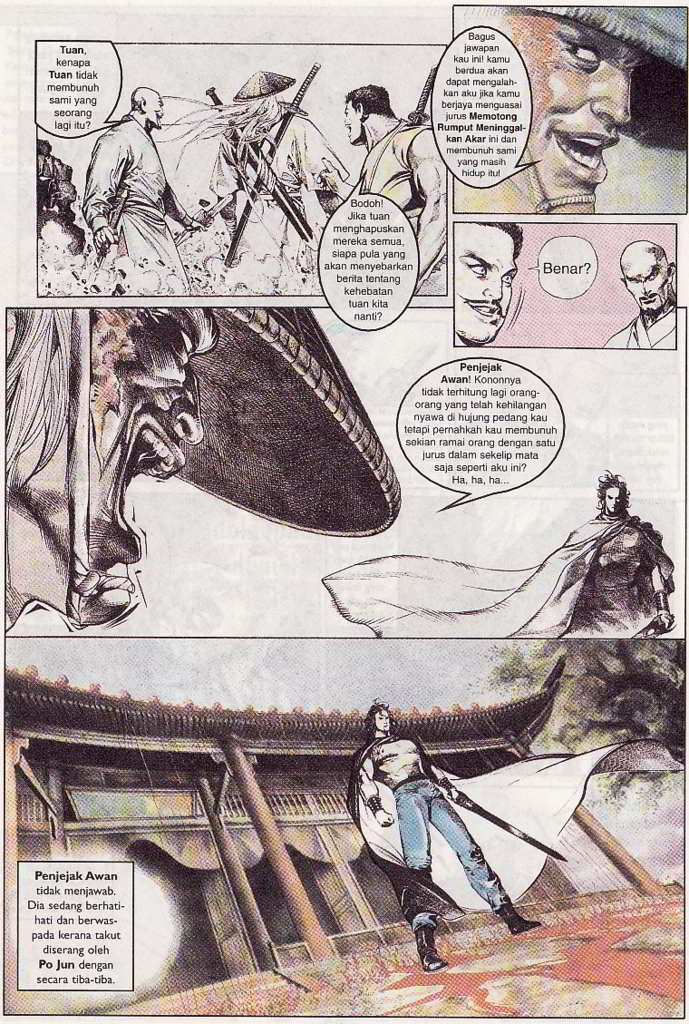 Tuan,
kenapa
Tuan tidak
membunuh
sami yang
seorang
lagi itu?
Bodoh!
Jika tuan
menghapuskan
mereka semua,
siapa pula yang
akan menyebarkan
berita tentang
kehebatan
tuan kita
nanti?
Bagus
jawapan
kau ini! kamu
berdua akan
dapat mengalah-
kan aku jika kamu
berjaya menguasai
jurus Memotong
Rumput Meninggal-
kan Akar ini dan
membunuh sami
yang masih
hidup itu!
Benar?
Penjejak
Awan! Kononnya
tidak terhitung lagi orang-
orang yang telah kehilangan
nyawa di hujung pedang kau
tetapi pernahkah kau membunuh
sekian ramai orang dengan satu
jurus dalam sekelip mata
saja seperti aku ini?
Ha, ha, ha...
Penjejak Awan
tidak menjawab.
Dia sedang berhati-
hati dan berwas-
pada kerana takut
diserang oleh
Po Jun dengan
secara tiba-tiba.